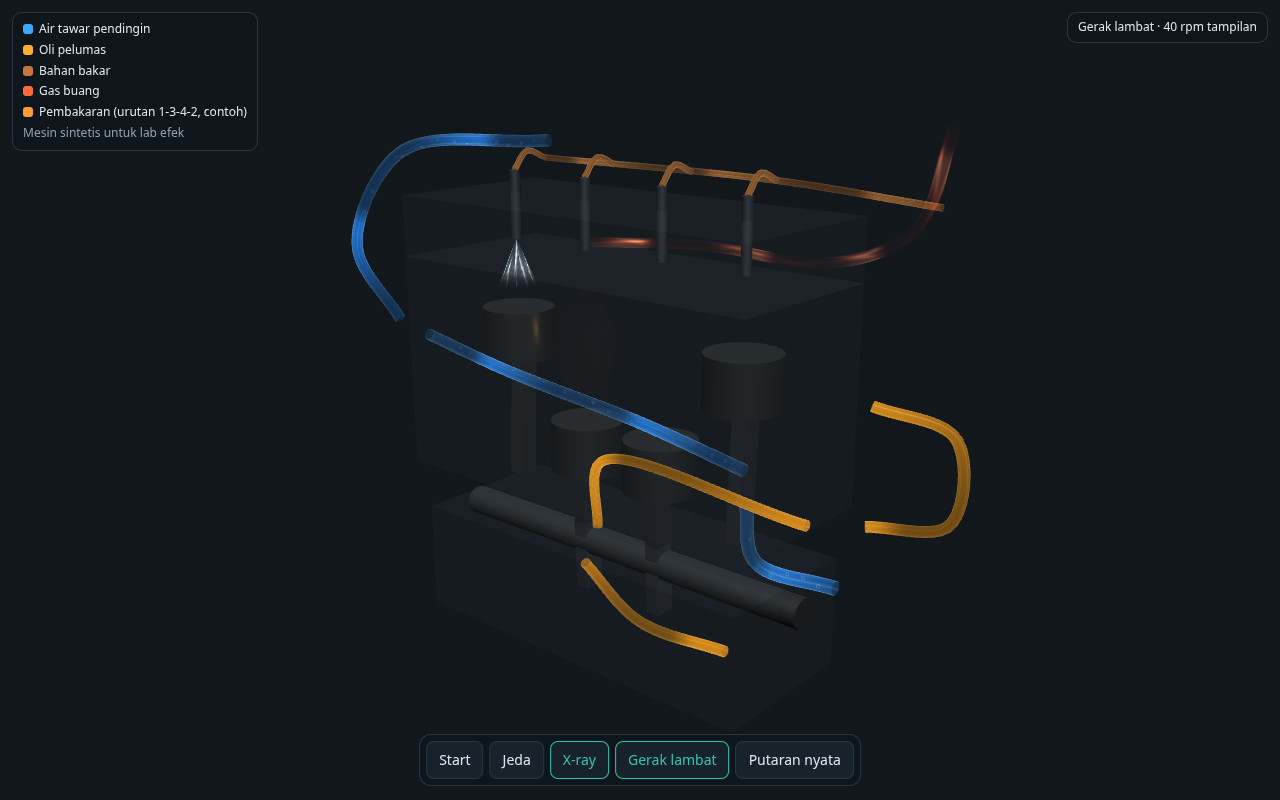 Air tawar pendingin
Oli pelumas
Bahan bakar
Gas buang
Pembakaran (urutan 1-3-4-2, contoh)
Mesin sintetis untuk lab efek
Gerak lambat · 40 rpm tampilan
Start
Jeda
X-ray
Gerak lambat
Putaran nyata